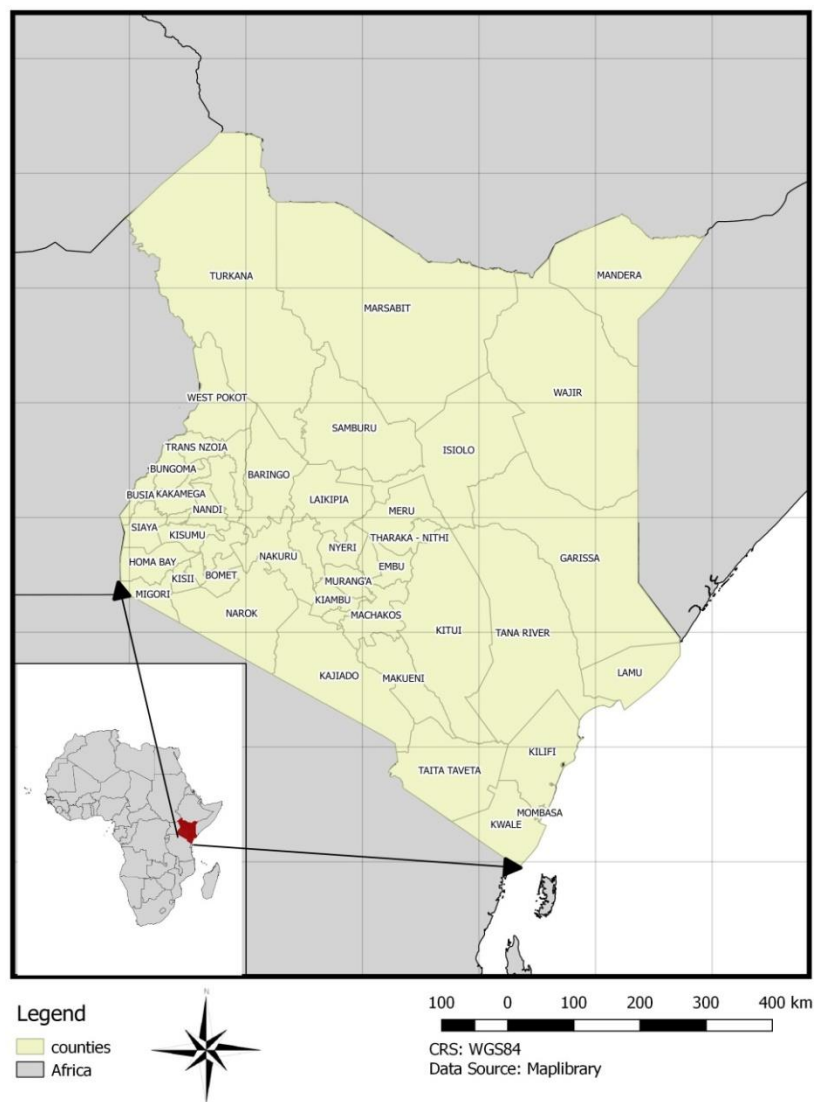 TURKANA
MANDERA
MARSABIT
WEST POKOT
WAJIR
SAMBURU
TRANS NZOIA
ISIOLO
BUNGOMA
BARINGO
BUSIA
KAKAMEGA
LAIKIPIA
NANDI
MERU
SIAYA
KISUMU
THARAKA - NITHI
NYERI
NAKURU
GARISSA
HOMA BAY
EMBU
KISII
BOMET
MURANG'A
MIGORI
KIAMBU
NAROK
MACHAKOS
KITUI
TANA RIVER
KAJIADO
MAKUENI
LAMU
KILIFI
TAITA TAVETA
MOMBASA
KWALE
Legend
counties
Africa
N
100 0 100 200 300 400 km
CRS: WGS84
Data Source: Maplibrary